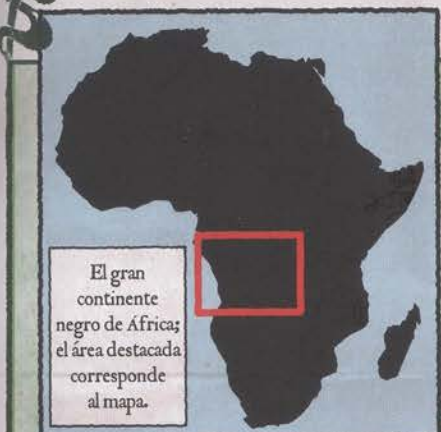 El gran
continente
negro de África;
el área destacada
corresponde
al mapa.